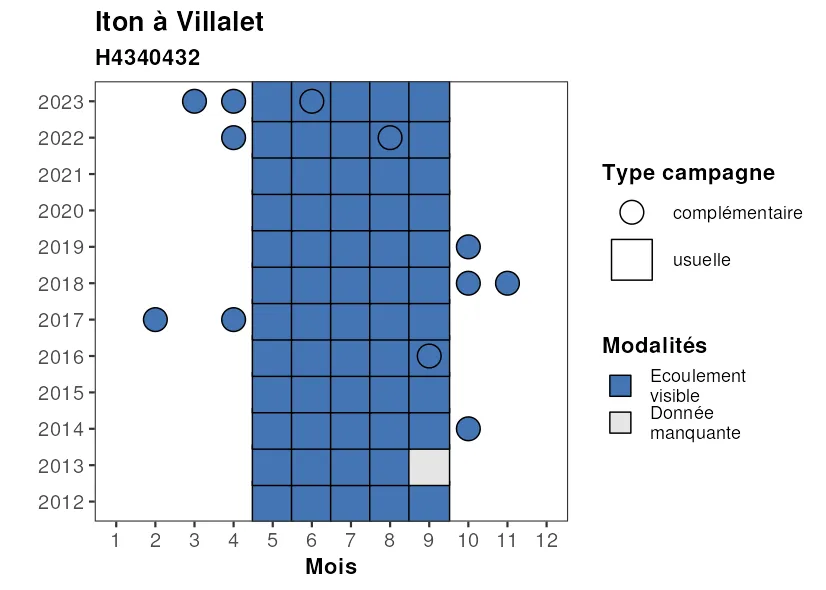 Iton à Villalet
H4340432
2023
2022
2021
2020
2019
2018
2017
2016
2015
2014
2013
2012
1 2 3 4 5 6 7 8 9 10 11 12
Mois
Type campagne
complémentaire
usuelle
Modalités
Ecoulement
visible
Donnée
manquante